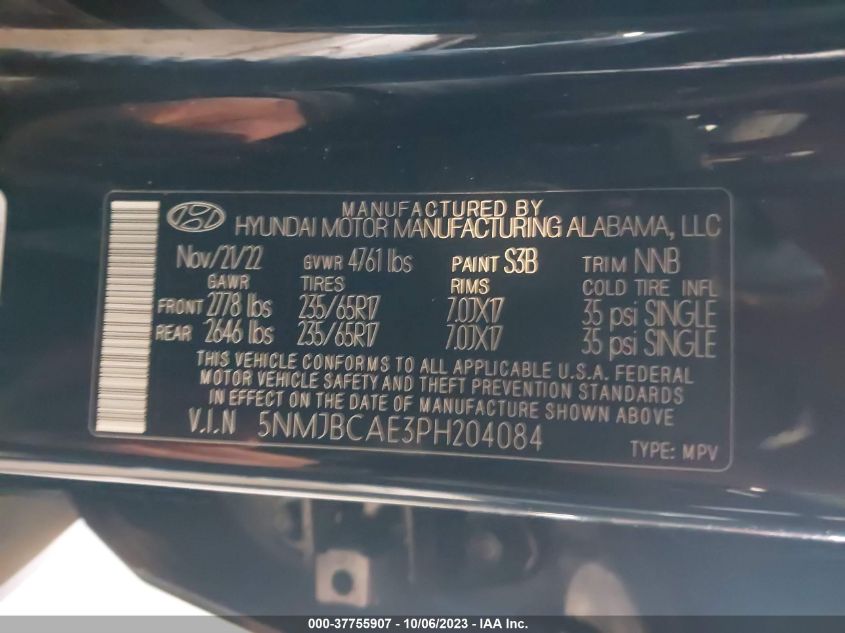 MANUFACTURED BY
HYUNDAI MOTOR MANUFACTURING ALABAMA, LLC
Nov/21/22 GVWR 4761 lbs PAINT S3B TRIM NNB
GAWR TIRES RIMS COLD TIRE INFL
FRONT 2778 lbs 235/65R17 7.0JX17 35 psi SINGLE
REAR 2646 lbs 235/65R17 7.0JX17 35 psi SINGLE
THIS VEHICLE CONFORMS TO ALL APPLICABLE U.S.A. FEDERAL
MOTOR VEHICLE SAFETY AND THEFT PREVENTION STANDARDS
IN EFFECT ON THE DATE OF MANUFACTURE SHOWN ABOVE
V.I.N 5NMJBCAE3PH204084
TYPE: MPV
000-37755907 - 10/06/2023 - IAA Inc.